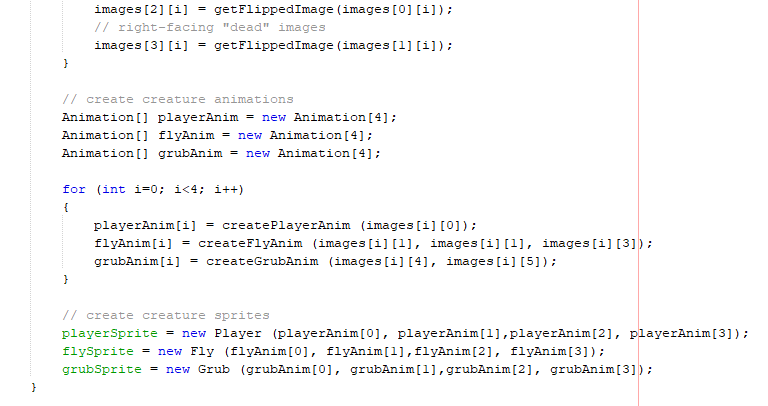 images[2][i] = getFlippedImage(images[0][i]);
// right-facing "dead" images
images[3][i] = getFlippedImage(images[1][i]);
}
// create creature animations
Animation[] playerAnim = new Animation[4];
Animation[] flyAnim = new Animation[4];
Animation[] grubAnim = new Animation[4];
for (int i=0; i<4; i++)
{
playerAnim[i] = createPlayerAnim (images[i][0]);
flyAnim[i] = createFlyAnim (images[i][1], images[i][1], images[i][3]);
grubAnim[i] = createGrubAnim (images[i][4], images[i][5]);
}
// create creature sprites
playerSprite = new Player (playerAnim[0], playerAnim[1],playerAnim[2], playerAnim[3]);
flySprite = new Fly (flyAnim[0], flyAnim[1],flyAnim[2], flyAnim[3]);
grubSprite = new Grub (grubAnim[0], grubAnim[1],grubAnim[2], grubAnim[3]);
}